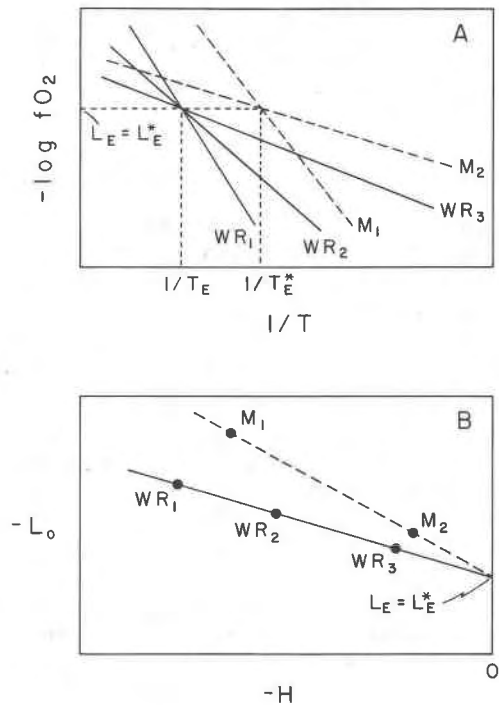 A
-log fO₂
L_E = L*_E
M₂
WR₃
M₁
WR₂
WR₁
1/T_E
1/T*_E
1/T
B
M₁
WR₁
WR₂
M₂
-L₀
WR₃
L_E = L*_E
0
-H